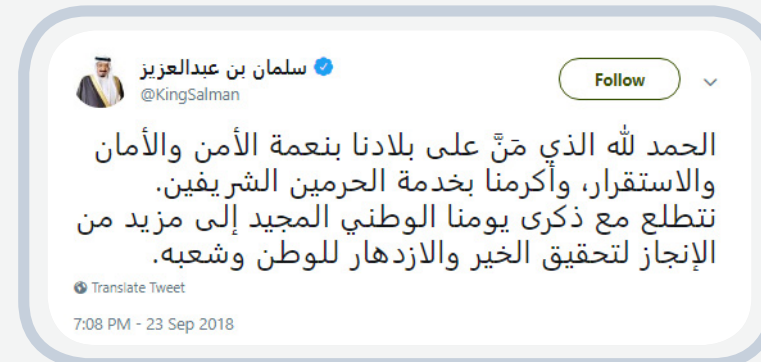 سلمان بن عبدالعزيز
@KingSalman
Follow
الحمد لله الذي مَنَّ على بلادنا بنعمة الأمن والأمان
والاستقرار، وأكرمنا بخدمة الحرمين الشريفين.
نتطلع مع ذكرى يومنا الوطني المجيد إلى مزيد من
الإنجاز لتحقيق الخير والازدهار للوطن وشعبه.
Translate Tweet
7:08 PM - 23 Sep 2018